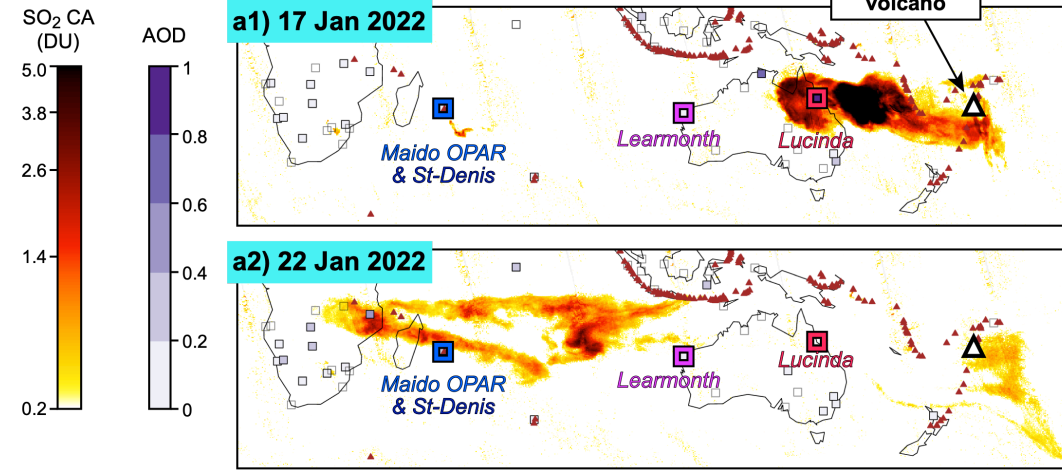 SO2 CA
(DU)
5.0
3.8
2.6
1.4
0.2
AOD
1
0.8
0.6
0.4
0.2
0
a1) 17 Jan 2022
volcano
Learmonth
Lucinda
Maido OPAR
& St-Denis
a2) 22 Jan 2022
Lucinda
Learmonth
Maido OPAR
& St-Denis